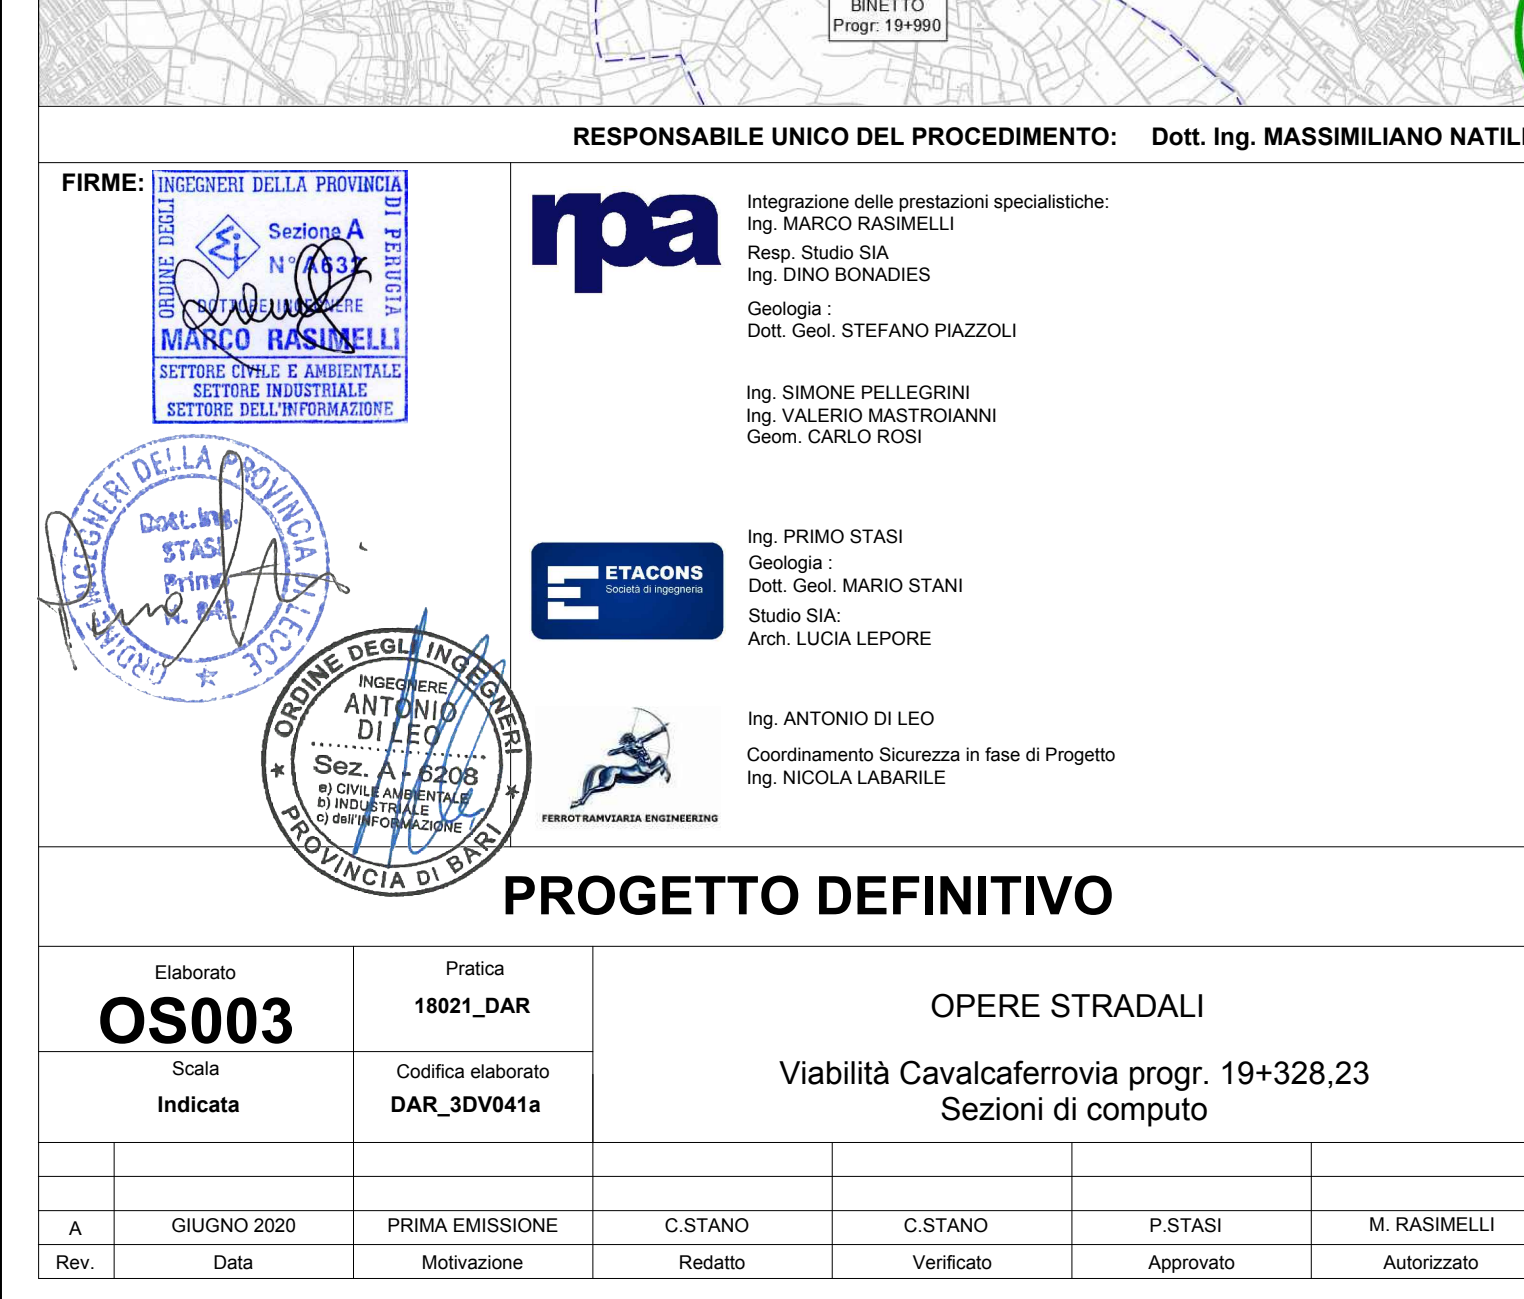 BINETTO
Progr: 19+990
RESPONSABILE UNICO DEL PROCEDIMENTO: Dott. Ing. MASSIMILIANO NATILE
FIRME:
ORDINE DEGLI INGEGNERI DELLA PROVINCIA DI PERUGIA
Sezione A
N° A632
DOTTORE INGEGNERE
MARCO RASIMELLI
SETTORE CIVILE E AMBIENTALE
SETTORE INDUSTRIALE
SETTORE DELL'INFORMAZIONE
rpa
Integrazione delle prestazioni specialistiche:
Ing. MARCO RASIMELLI
Resp. Studio SIA
Ing. DINO BONADIES
Geologia :
Dott. Geol. STEFANO PIAZZOLI
Ing. SIMONE PELLEGRINI
Ing. VALERIO MASTROIANNI
Geom. CARLO ROSI
ORDINE INGEGNERI DELLA PROVINCIA DI LECCE
Dott. Ing.
STASI
Primo
N. 842
ETACONS
Società di ingegneria
Ing. PRIMO STASI
Geologia :
Dott. Geol. MARIO STANI
Studio SIA:
Arch. LUCIA LEPORE
ORDINE DEGLI INGEGNERI
PROVINCIA DI BARI
INGEGNERE
ANTONIO
DI LEO
Sez. A - 6208
a) CIVILE AMBIENTALE
b) INDUSTRIALE
c) dell'INFORMAZIONE
FERROTRAMVIARIA ENGINEERING
Ing. ANTONIO DI LEO
Coordinamento Sicurezza in fase di Progetto
Ing. NICOLA LABARILE
PROGETTO DEFINITIVO
Elaborato
OS003
Pratica
18021_DAR
Scala
Indicata
Codifica elaborato
DAR_3DV041a
OPERE STRADALI
Viabilità Cavalcaferrovia progr. 19+328,23
Sezioni di computo
A GIUGNO 2020 PRIMA EMISSIONE C.STANO C.STANO P.STASI M. RASIMELLI
Rev. Data Motivazione Redatto Verificato Approvato Autorizzato